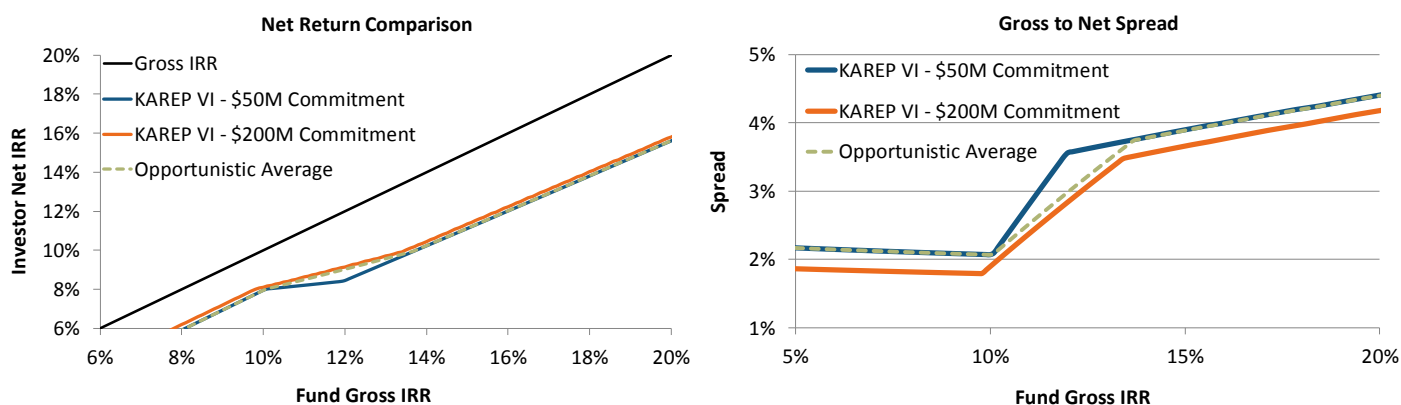 Net Return Comparison
20%
18%
16%
14%
12%
10%
8%
6%
Investor Net IRR
Gross IRR
KAREP VI - $50M Commitment
KAREP VI - $200M Commitment
Opportunistic Average
6%
8%
10%
12%
14%
16%
18%
20%
Fund Gross IRR
Gross to Net Spread
5%
4%
3%
2%
1%
Spread
KAREP VI - $50M Commitment
KAREP VI - $200M Commitment
Opportunistic Average
5%
10%
15%
20%
Fund Gross IRR